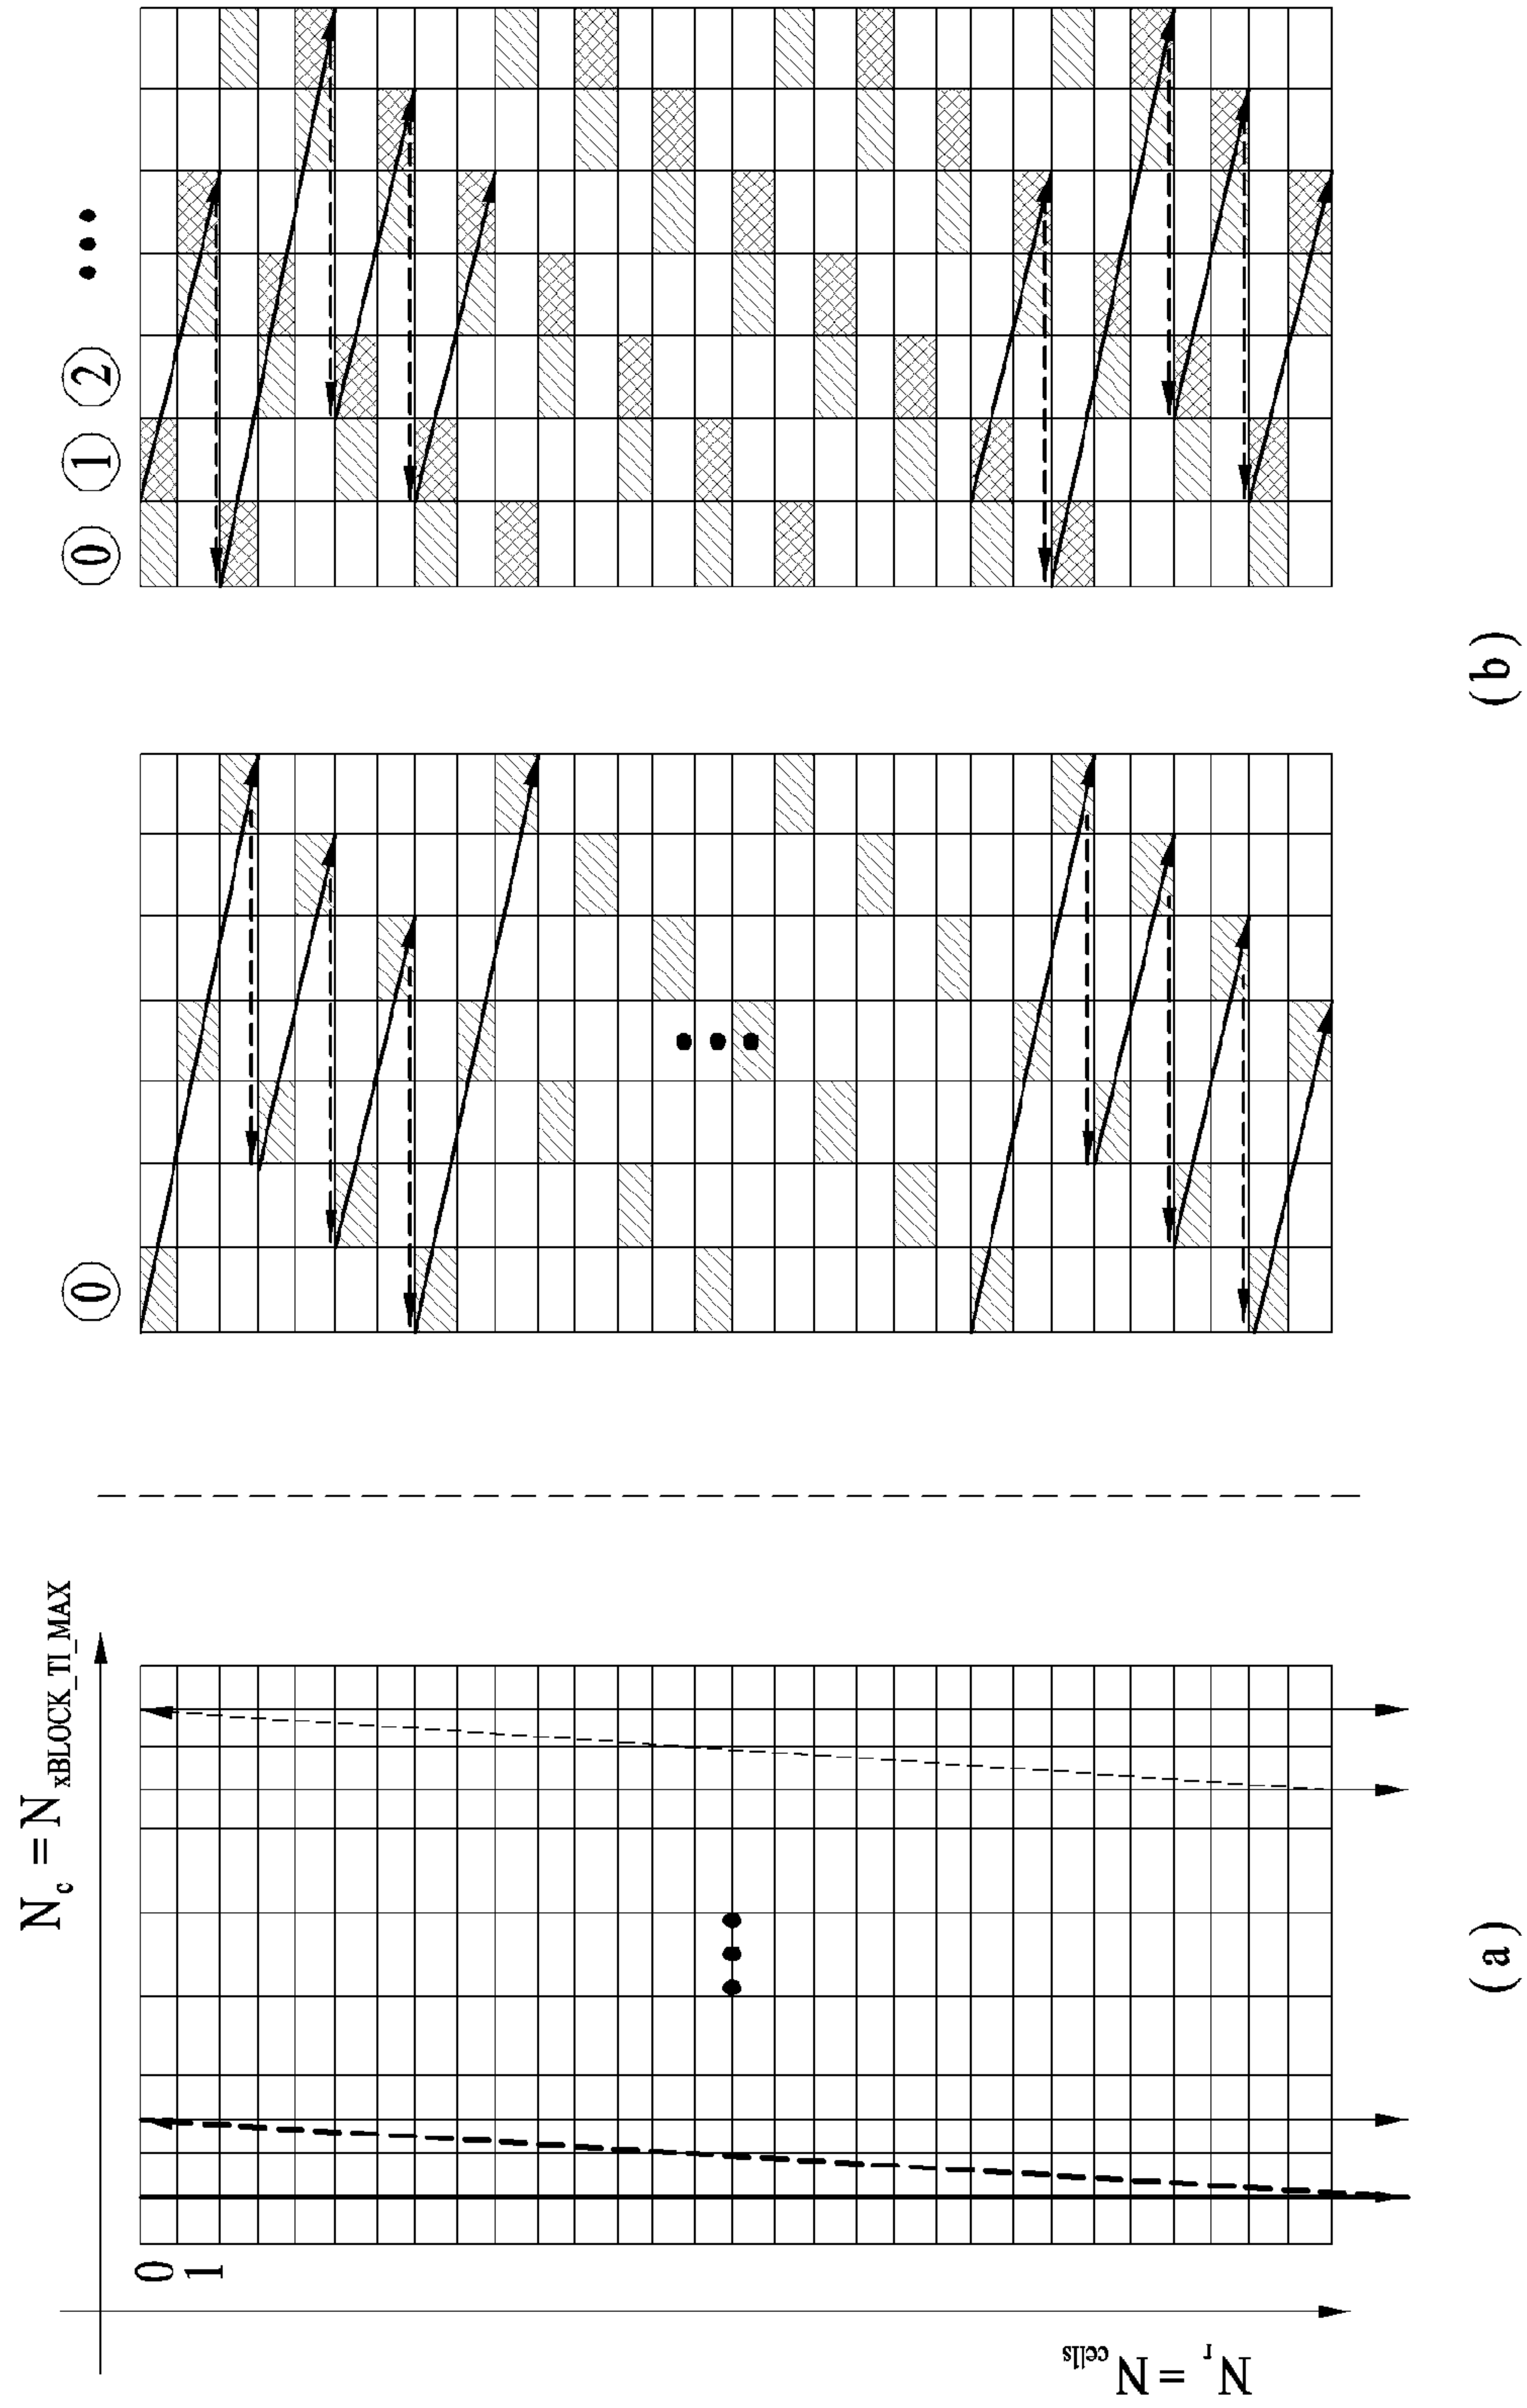 N_c = N_xBLOCK_TI_MAX
0
1
N_r = N_cells
(a)
0
0 1 2 •••
(b)